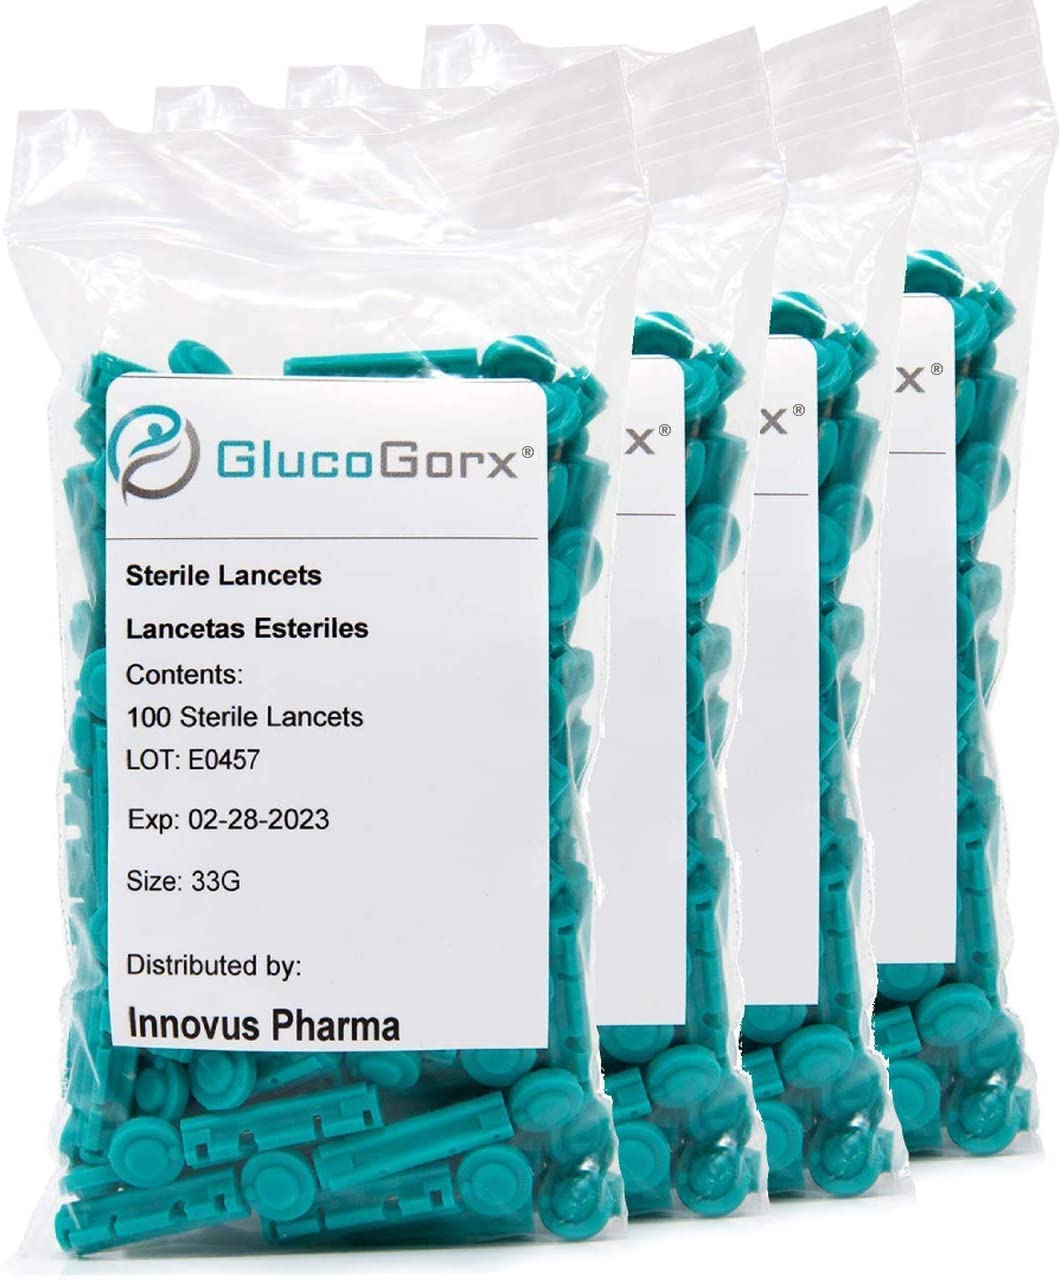 GlucoGorx®
Sterile Lancets
Lancetas Esteriles
Contents:
100 Sterile Lancets
LOT: E0457
Exp: 02-28-2023
Size: 33G
Distributed by:
Innovus Pharma
x®
x®
x®